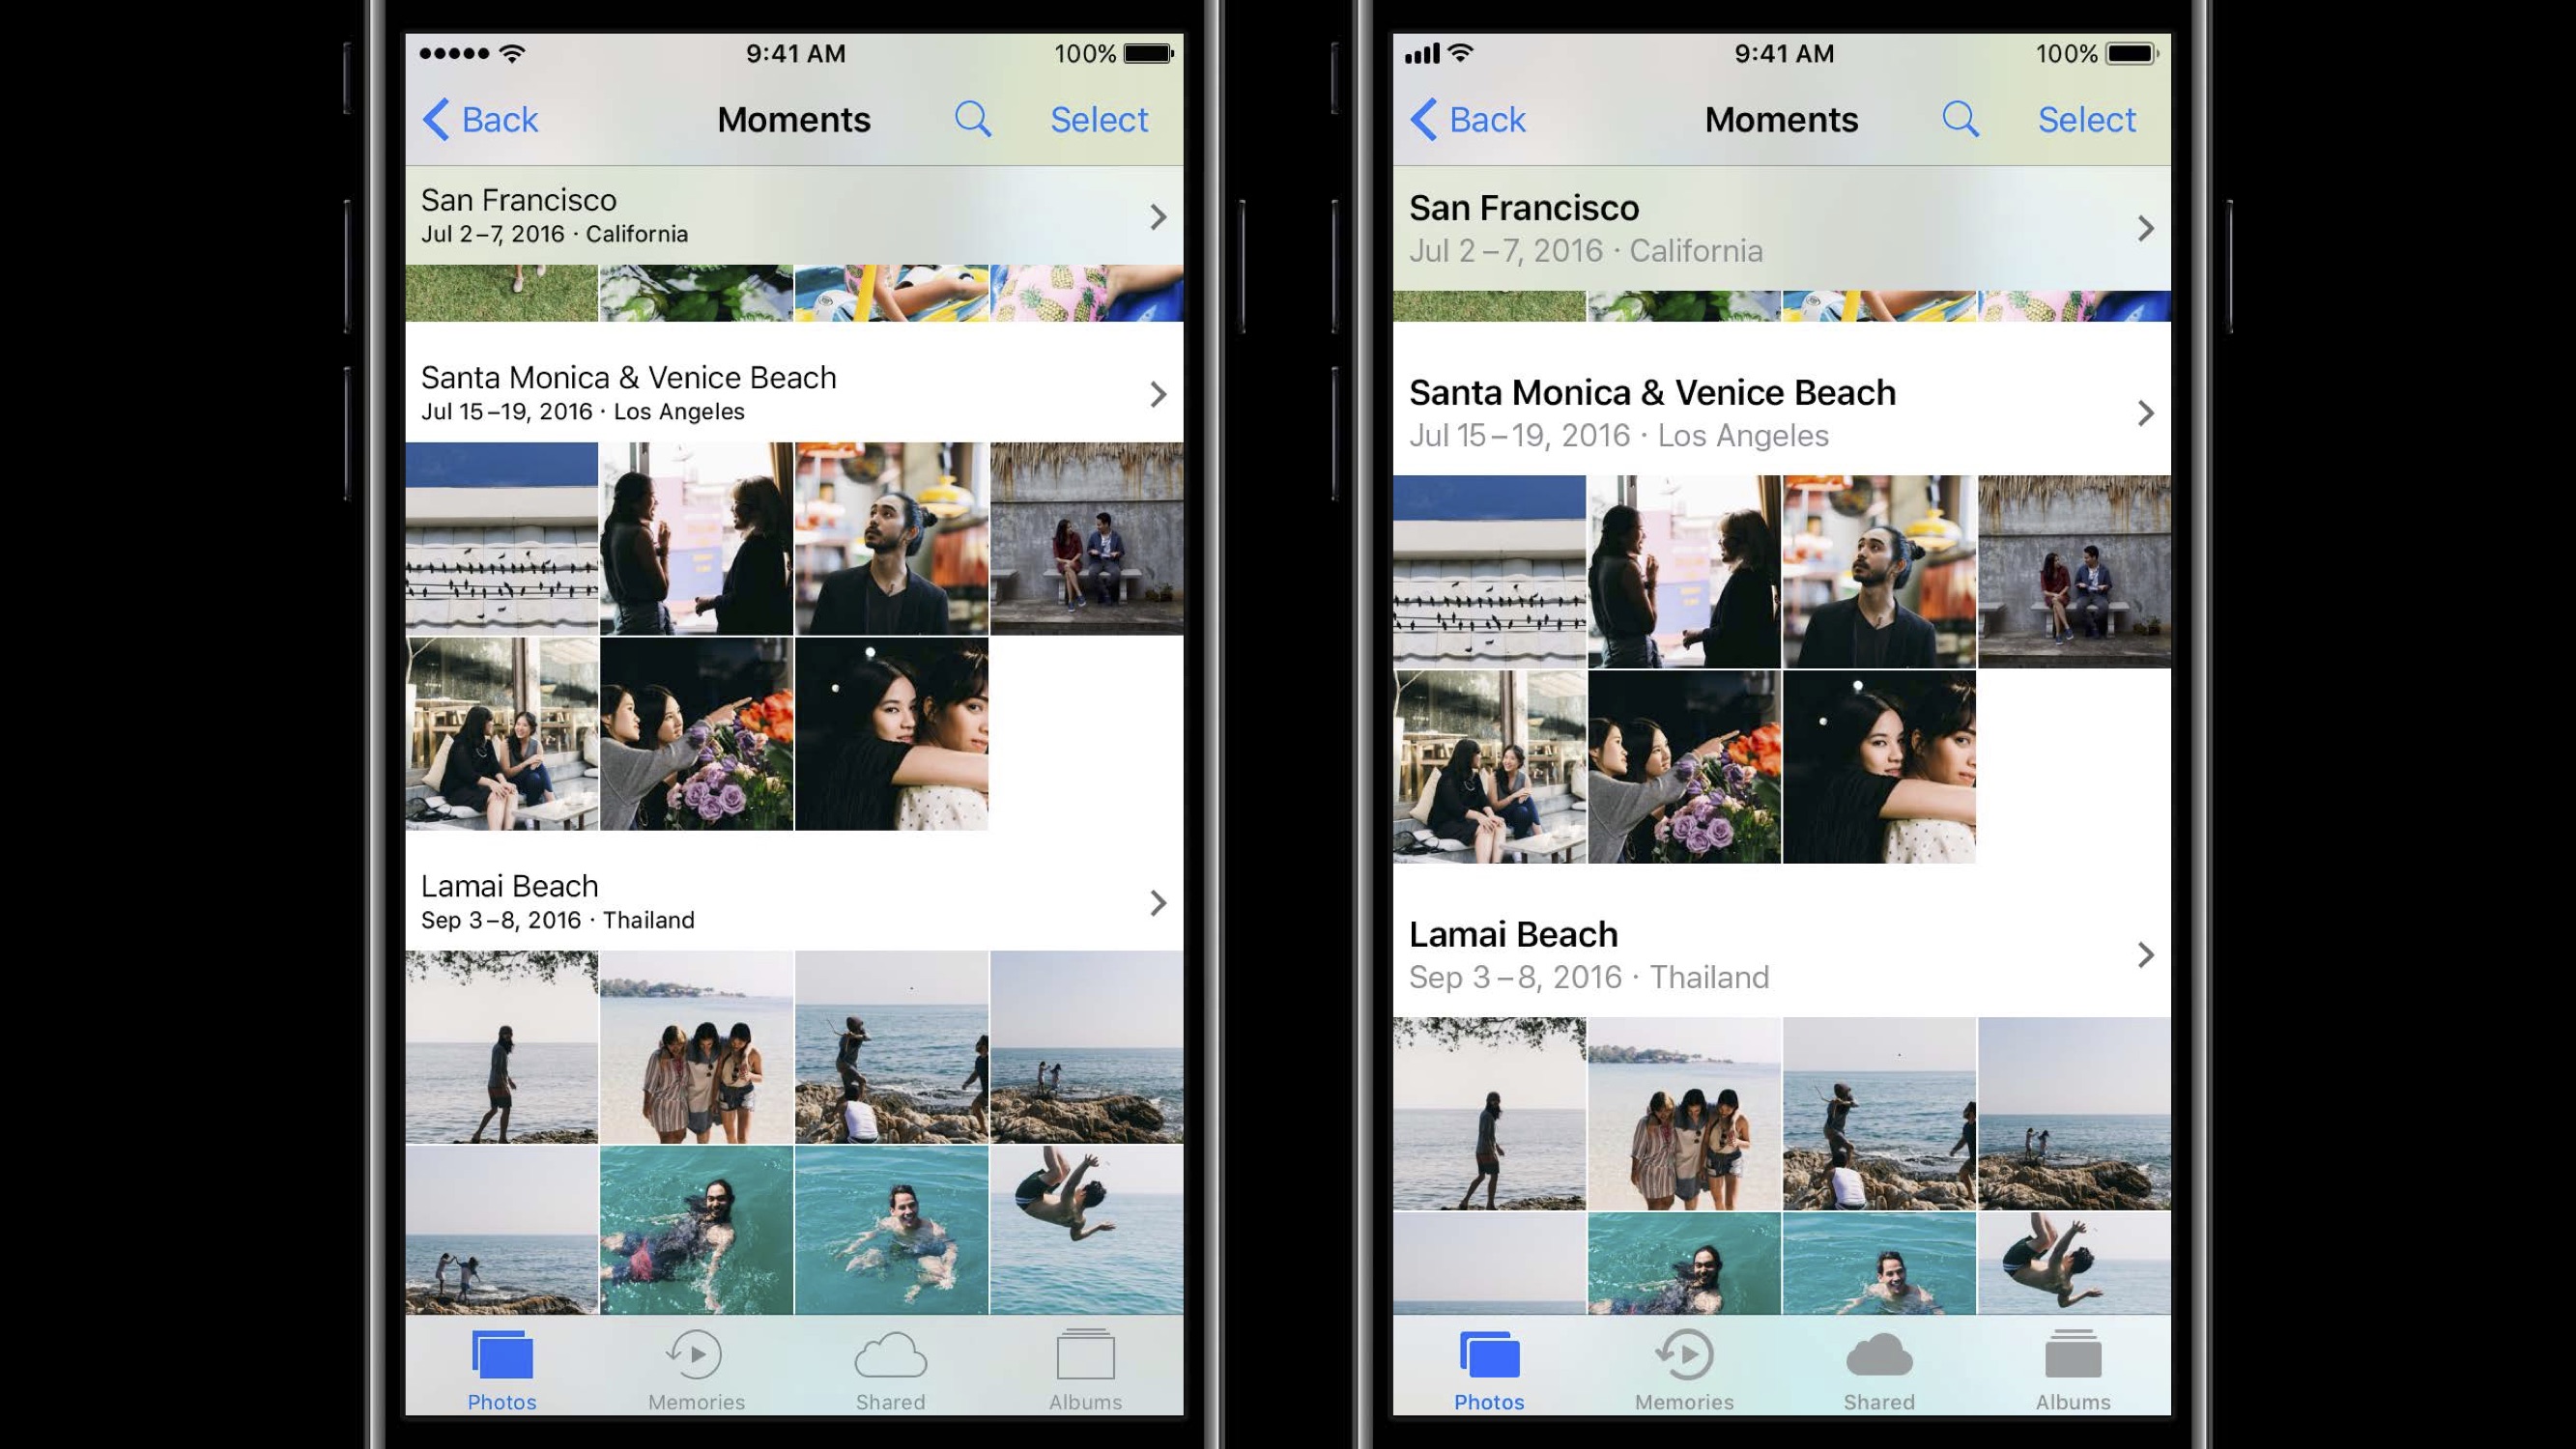 9:41 AM
100%
Back
Moments
Select
San Francisco
Jul 2–7, 2016 · California
Santa Monica & Venice Beach
Jul 15–19, 2016 · Los Angeles
Lamai Beach
Sep 3–8, 2016 · Thailand
Photos
Memories
Shared
Albums
9:41 AM
100%
Back
Moments
Select
San Francisco
Jul 2–7, 2016 · California
Santa Monica & Venice Beach
Jul 15–19, 2016 · Los Angeles
Lamai Beach
Sep 3–8, 2016 · Thailand
Photos
Memories
Shared
Albums